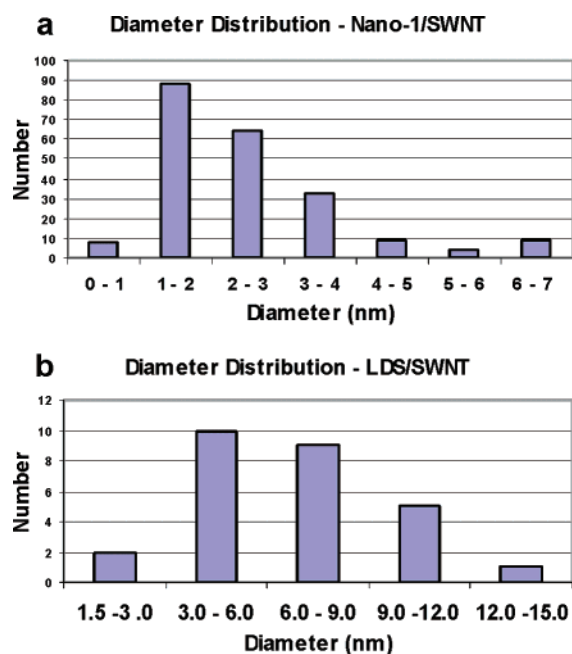 a
Diameter Distribution - Nano-1/SWNT
Number
100
90
80
70
60
50
40
30
20
10
0
0 - 1 1 - 2 2 - 3 3 - 4 4 - 5 5 - 6 6 - 7
Diameter (nm)
b
Diameter Distribution - LDS/SWNT
Number
12
10
8
6
4
2
0
1.5 -3 .0 3.0 - 6.0 6.0 - 9.0 9.0 -12.0 12.0 -15.0
Diameter (nm)